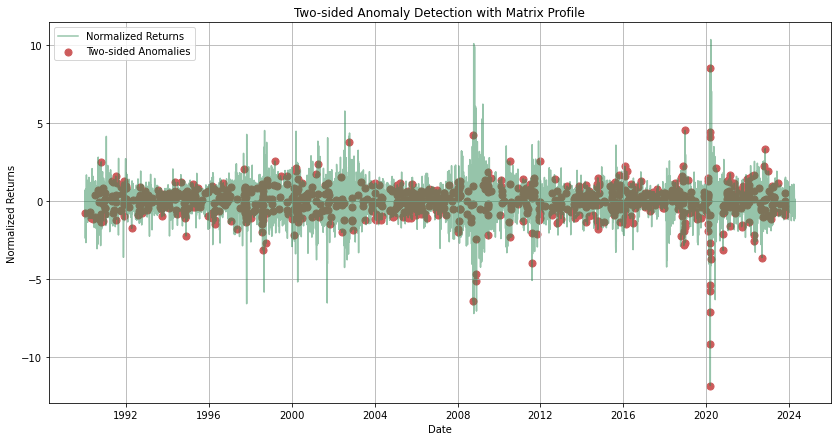 Two-sided Anomaly Detection with Matrix Profile
Normalized Returns
Two-sided Anomalies
10
5
0
−5
−10
Normalized Returns
1992 1996 2000 2004 2008 2012 2016 2020 2024
Date